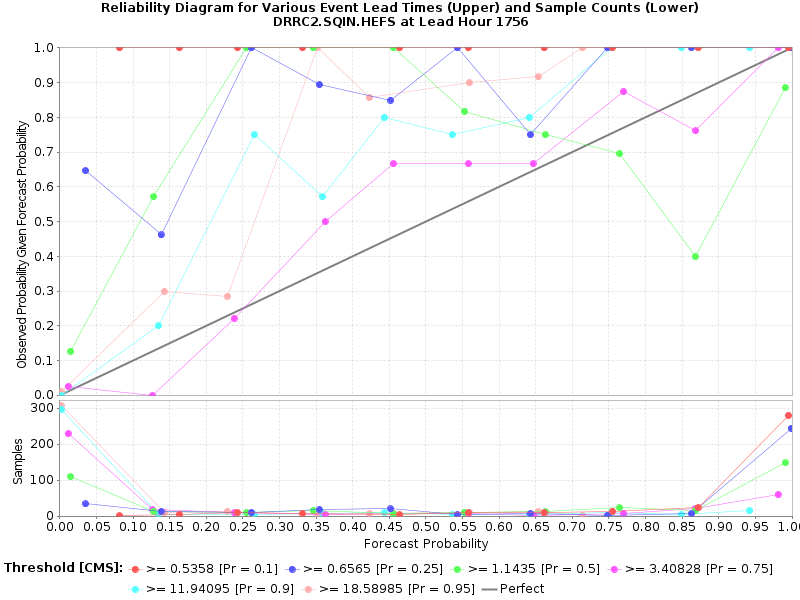 Reliability Diagram for Various Event Lead Times (Upper) and Sample Counts (Lower)
DRRC2.SQIN.HEFS at Lead Hour 1756
Observed Probability Given Forecast Probability
1.0
0.9
0.8
0.7
0.6
0.5
0.4
0.3
0.2
0.1
0.0
Samples
300
200
100
0
0.00 0.05 0.10 0.15 0.20 0.25 0.30 0.35 0.40 0.45 0.50 0.55 0.60 0.65 0.70 0.75 0.80 0.85 0.90 0.95 1.0
Forecast Probability
Threshold [CMS]: >= 0.5358 [Pr = 0.1] >= 0.6565 [Pr = 0.25] >= 1.1435 [Pr = 0.5] >= 3.40828 [Pr = 0.75]
>= 11.94095 [Pr = 0.9] >= 18.58985 [Pr = 0.95] Perfect